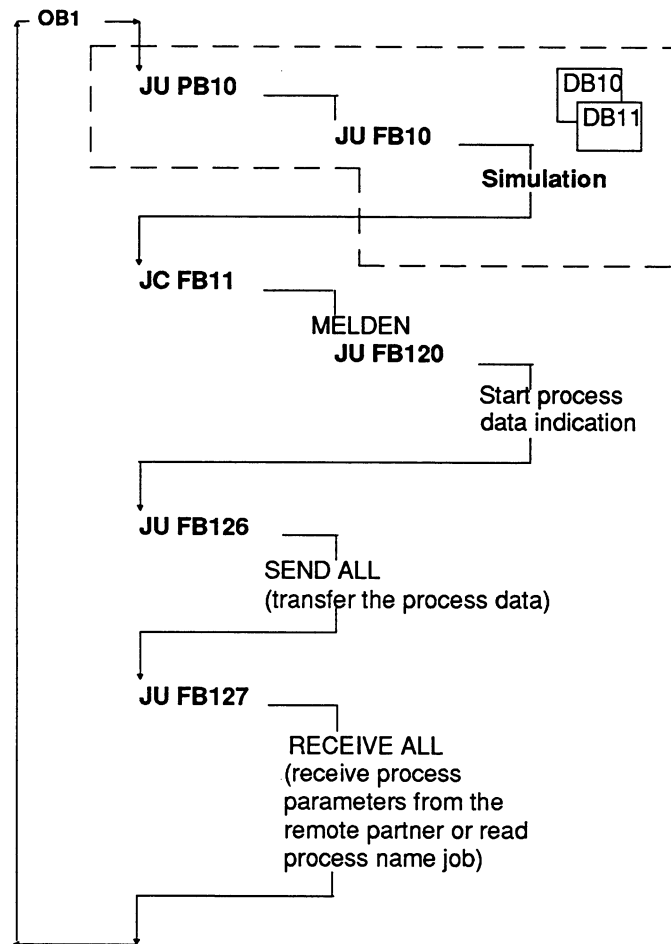 OB1
JU PB10
DB10
DB11
JU FB10
Simulation
JC FB11
MELDEN
JU FB120
Start process
data indication
JU FB126
SEND ALL
(transfer the process data)
JU FB127
RECEIVE ALL
(receive process
parameters from the
remote partner or read
process name job)